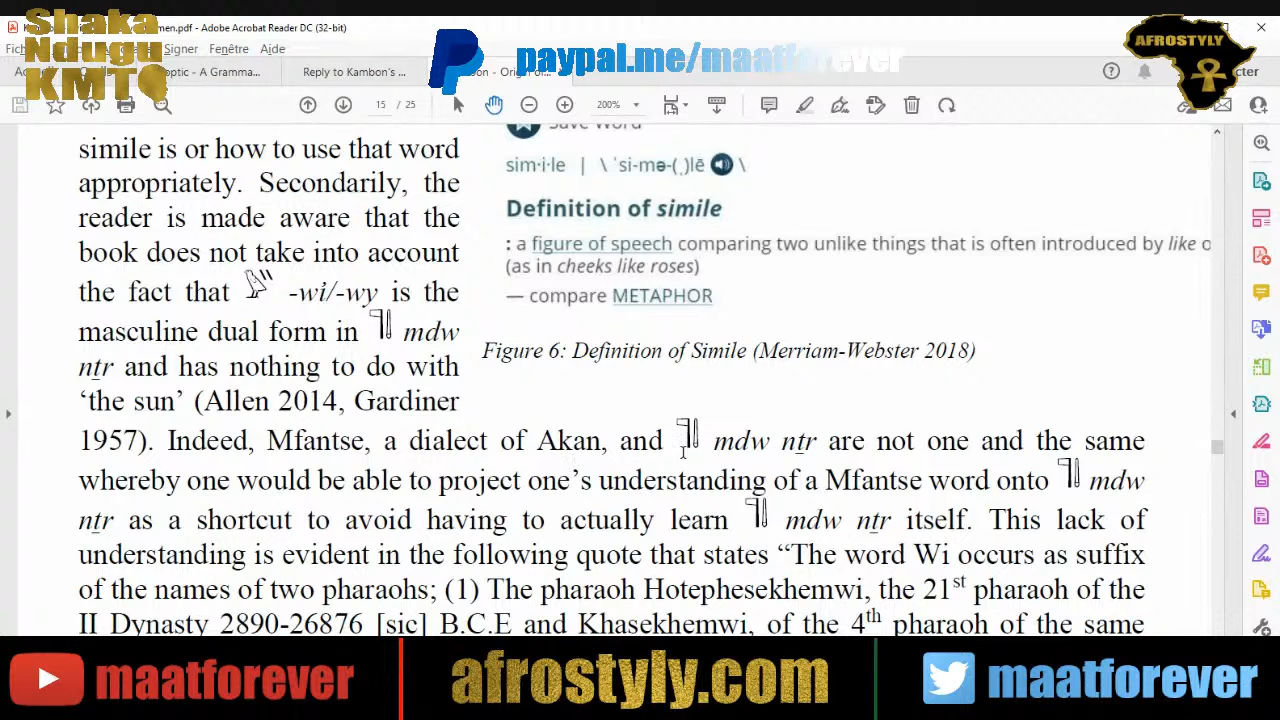 Shaka
Ndugu
KMT
men.pdf - Adobe Acrobat Reader DC (32-bit)
Signer Fenêtre Aide
paypal.me/maatforever
AFROSTYLY
optic - A Gramma... Reply to Kambon's ...
15 / 25 200%
Save Word
sim·i·le | \ ˈsi-mə-(ˌ)lē \
Definition of simile
: a figure of speech comparing two unlike things that is often introduced by like o
(as in cheeks like roses)
— compare METAPHOR
Figure 6: Definition of Simile (Merriam-Webster 2018)
simile is or how to use that word
appropriately. Secondarily, the
reader is made aware that the
book does not take into account
the fact that -wi/-wy is the
masculine dual form in mdw
nṯr and has nothing to do with
‘the sun’ (Allen 2014, Gardiner
1957). Indeed, Mfantse, a dialect of Akan, and mdw nṯr are not one and the same
whereby one would be able to project one’s understanding of a Mfantse word onto mdw
nṯr as a shortcut to avoid having to actually learn mdw nṯr itself. This lack of
understanding is evident in the following quote that states “The word Wi occurs as suffix
of the names of two pharaohs; (1) The pharaoh Hotephesekhemwi, the 21st pharaoh of the
II Dynasty 2890-26876 [sic] B.C.E and Khasekhemwi, of the 4th pharaoh of the same
maatforever
afrostyly.com
maatforever